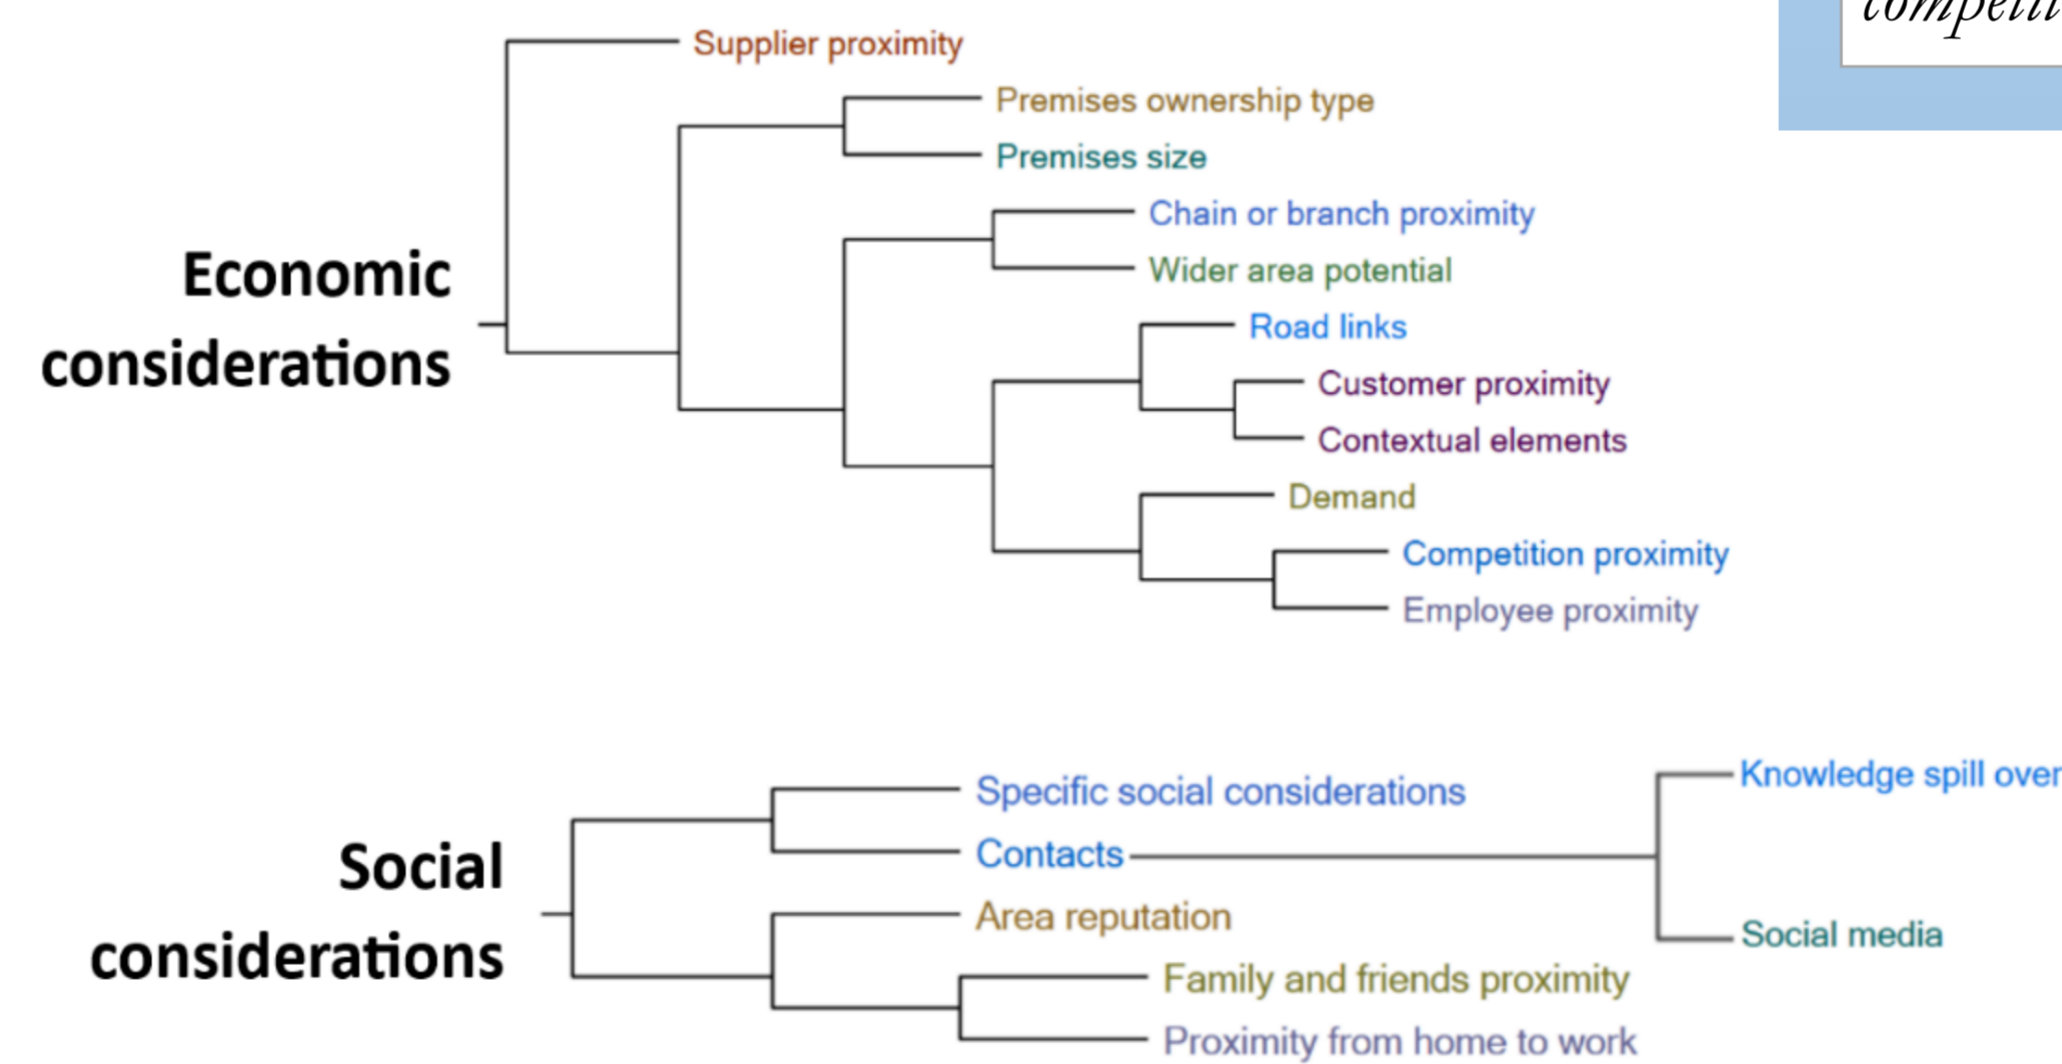 Supplier proximity
Premises ownership type
Premises size
Chain or branch proximity
Wider area potential
Economic
considerations
Road links
Customer proximity
Contextual elements
Demand
Competition proximity
Employee proximity
Social
considerations
Specific social considerations
Contacts
Knowledge spill over
Social media
Area reputation
Family and friends proximity
Proximity from home to work